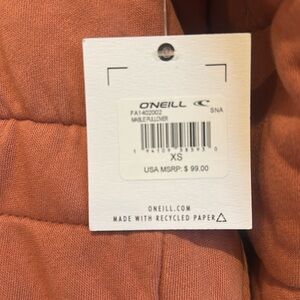 O'NEILL
FA1402002 SNA
MABLE PULLOVER
XS
USA MSRP: $ 99.00
ONEILL.COM
MADE WITH RECYCLED PAPER